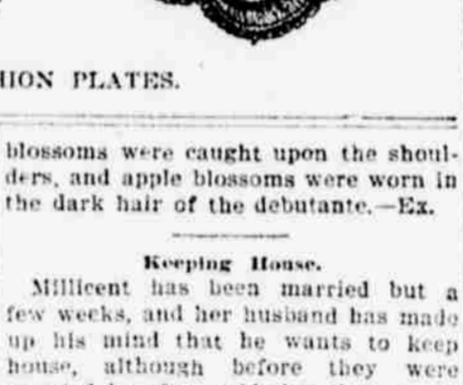 HION PLATES.
blossoms were caught upon the shoul-
ders, and apple blossoms were worn in
the dark hair of the debutante.—Ex.
Keeping House.
Millicent has been married but a
few weeks, and her husband has made
up his mind that he wants to keep
house, although before they were